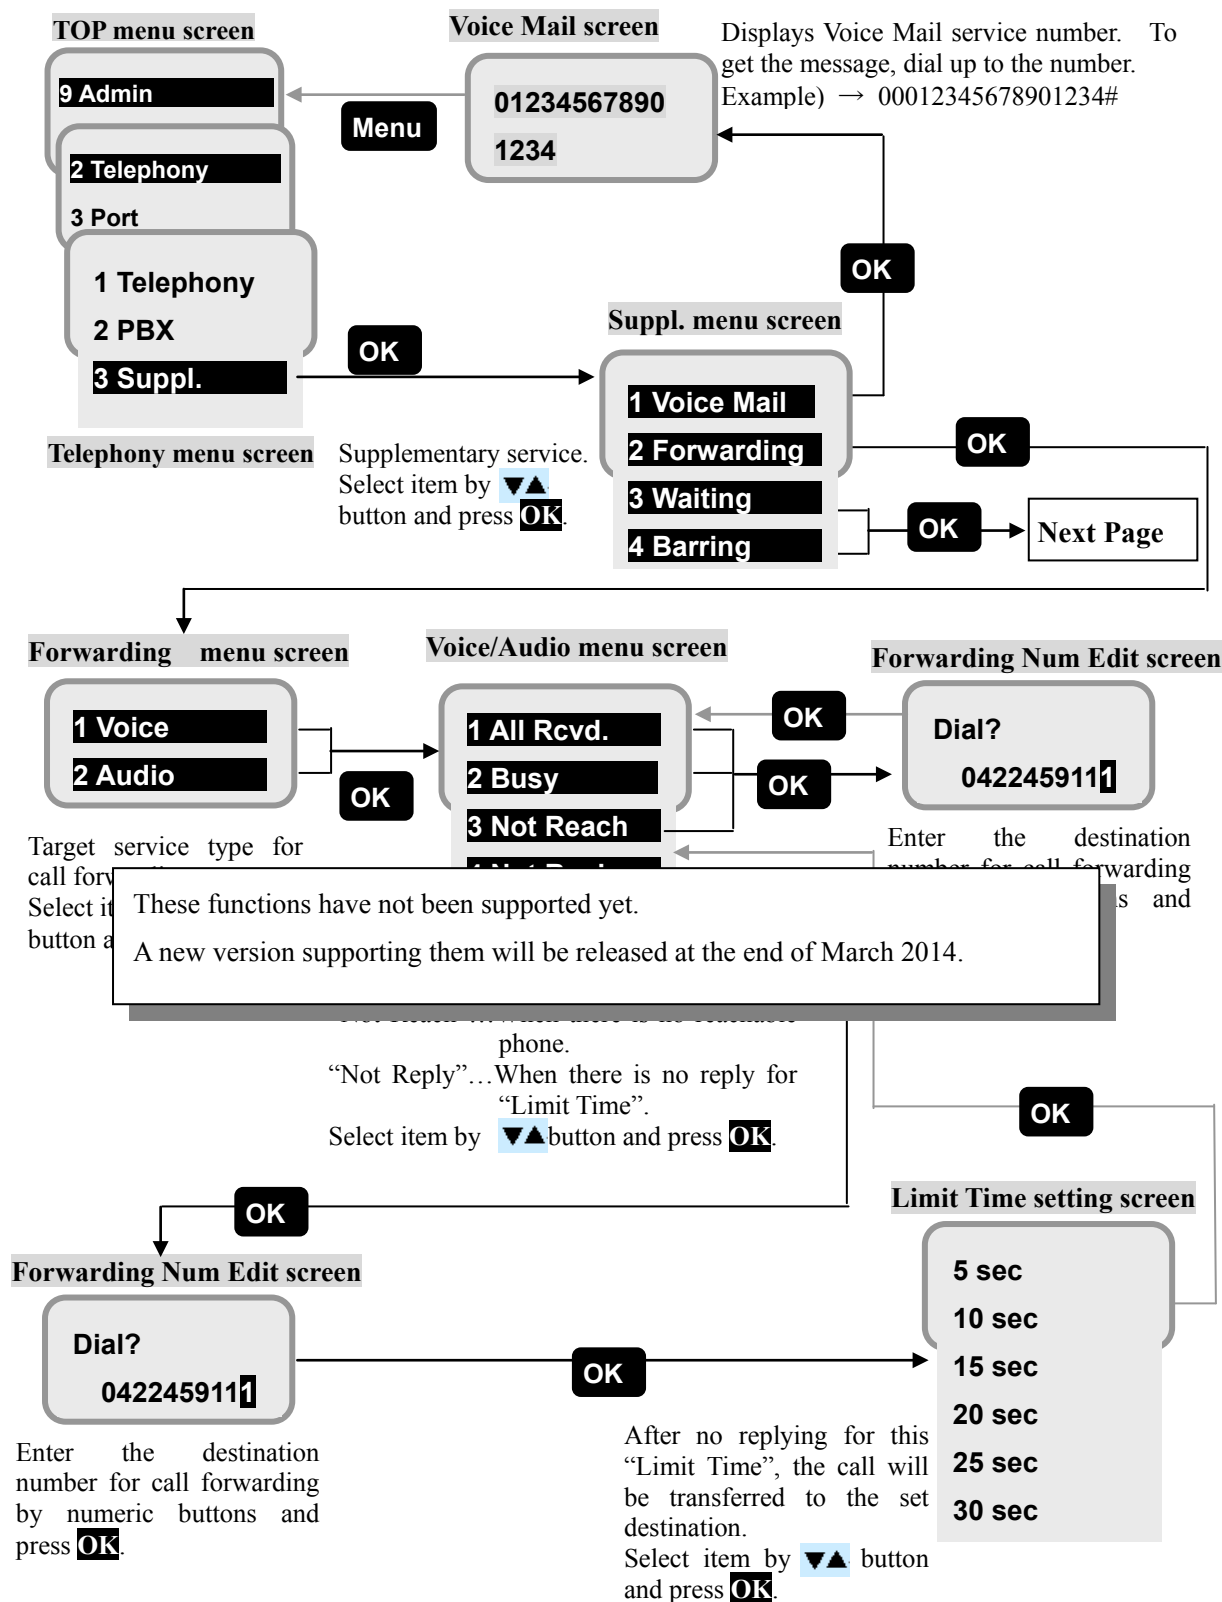 TOP menu screen
9 Admin
2 Telephony
3 Port
1 Telephony
2 PBX
3 Suppl.
Telephony menu screen
Voice Mail screen
01234567890
1234
Menu
Displays Voice Mail service number. To
get the message, dial up to the number.
Example) → 00012345678901234#
OK
OK
Supplementary service.
Select item by ▼▲
button and press OK.
Suppl. menu screen
1 Voice Mail
2 Forwarding
3 Waiting
4 Barring
OK
OK
Next Page
Forwarding menu screen
1 Voice
2 Audio
OK
Target service type for
call forw
Select it
button a
Voice/Audio menu screen
1 All Rcvd.
2 Busy
3 Not Reach
OK
OK
Forwarding Num Edit screen
Dial?
0422459111
Enter the destination
number for call forwarding
s and
These functions have not been supported yet.
A new version supporting them will be released at the end of March 2014.
phone.
“Not Reply”…When there is no reply for
“Limit Time”.
Select item by ▼▲ button and press OK.
OK
OK
Forwarding Num Edit screen
Dial?
0422459111
Enter the destination
number for call forwarding
by numeric buttons and
press OK.
OK
Limit Time setting screen
5 sec
10 sec
15 sec
20 sec
25 sec
30 sec
After no replying for this
“Limit Time”, the call will
be transferred to the set
destination.
Select item by ▼▲ button
and press OK.